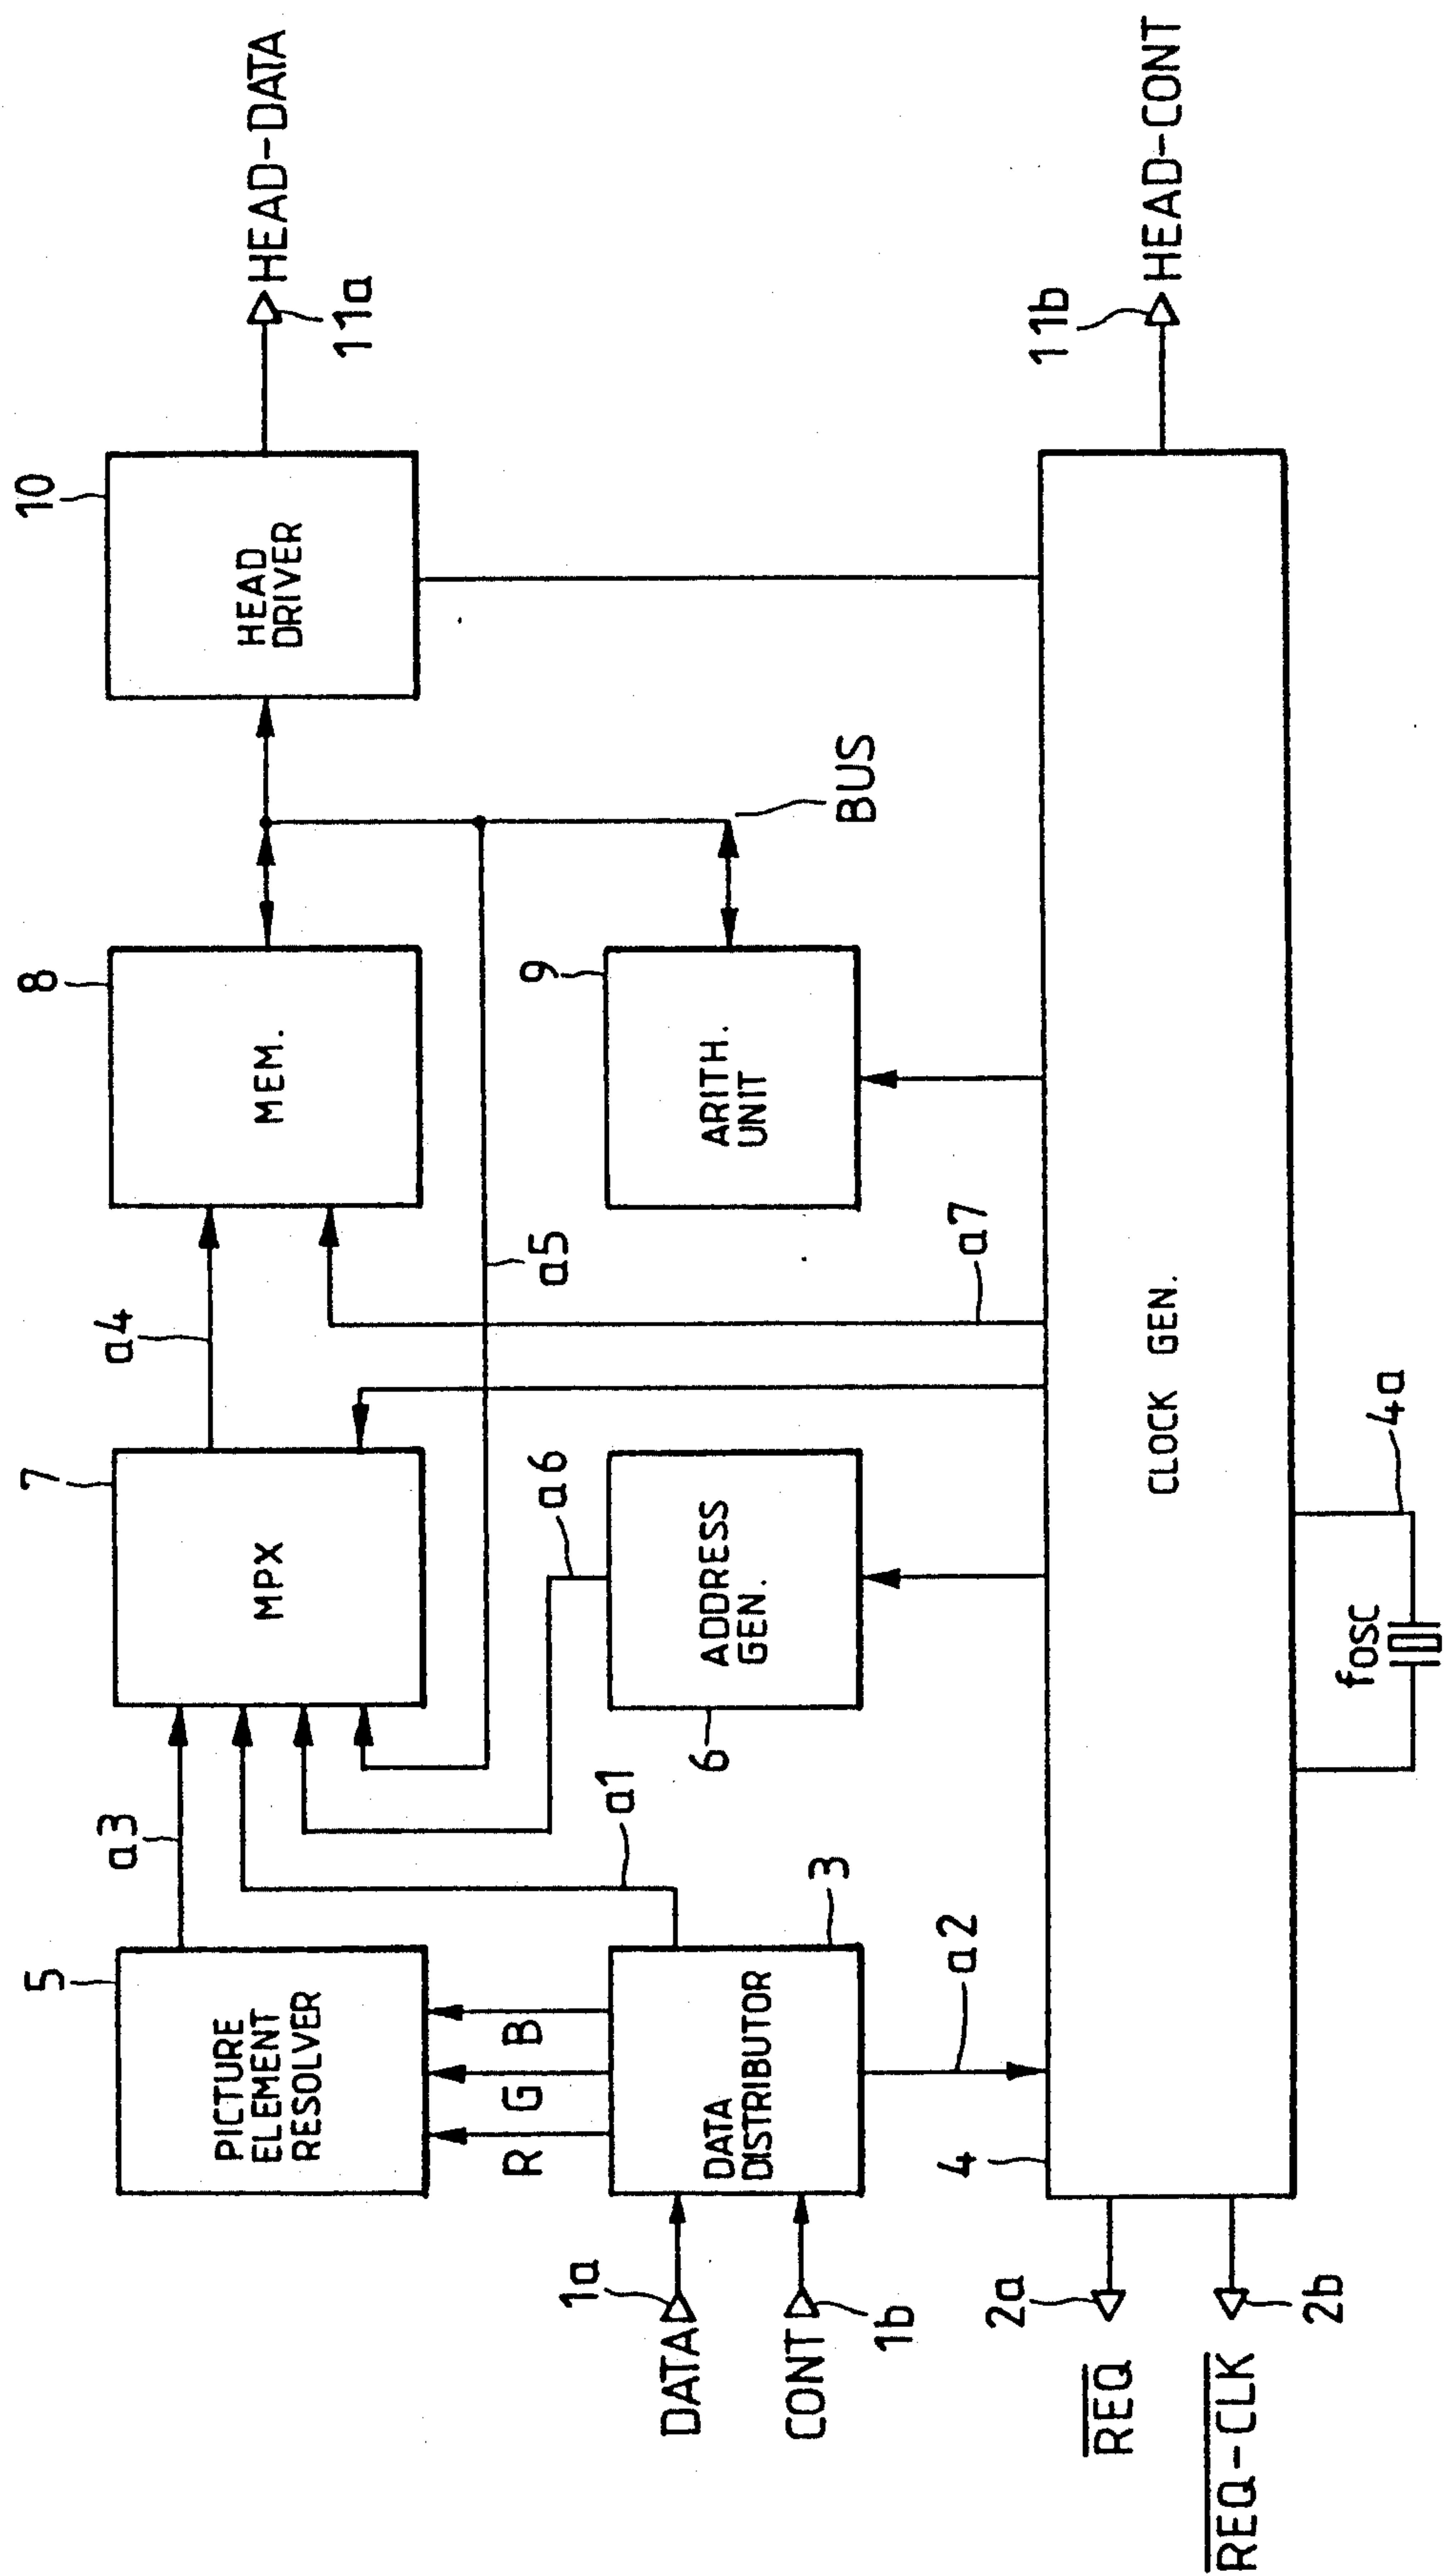 10
HEAD
DRIVER
HEAD-DATA
11a
8
MEM.
a4
7
MPX
a3
5
PICTURE
ELEMENT
RESOLVER
a5
BUS
9
ARITH.
UNIT
a6
ADDRESS
GEN.
6
a1
R
G
B
3
DATA
DISTRIBUTOR
1a
DATA
CONT
1b
a2
a7
4
CLOCK GEN.
11b
HEAD-CONT
2a
REQ
2b
REQ-CLK
fosc
4a